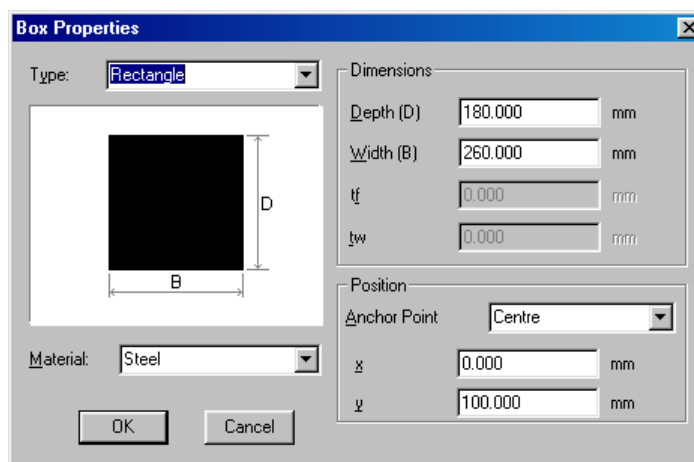 Box Properties
Type: Rectangle
D
B
Material: Steel
OK Cancel
Dimensions
Depth (D) 180.000 mm
Width (B) 260.000 mm
tf 0.000 mm
tw 0.000 mm
Position
Anchor Point Centre
x 0.000 mm
y 100.000 mm